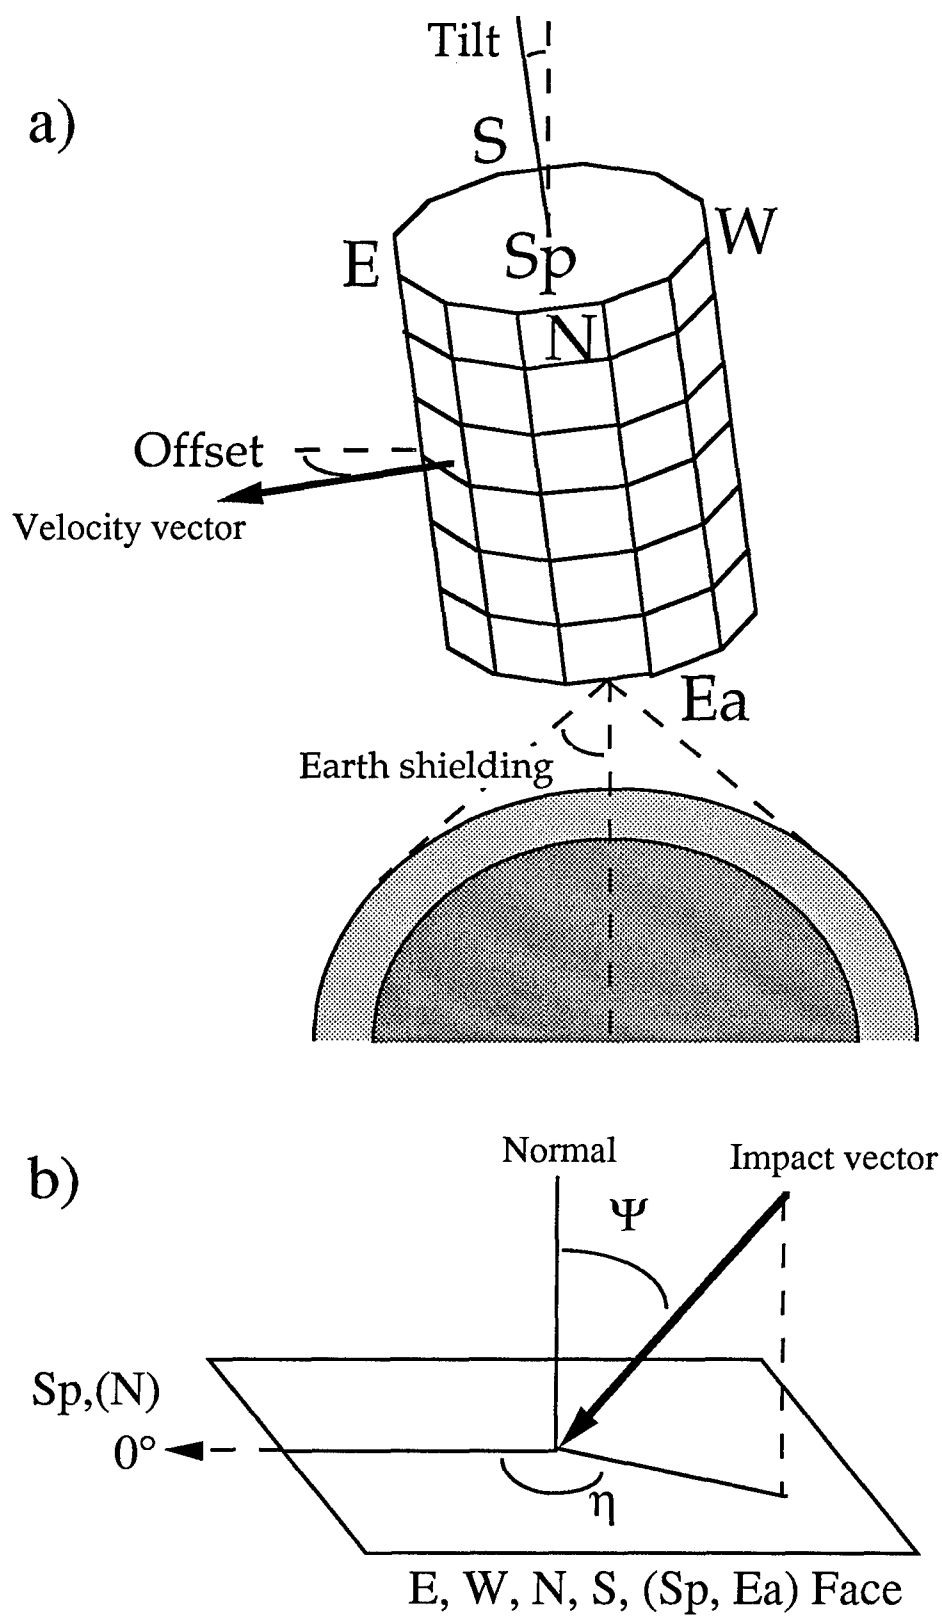 Tilt
a)
S
W
E
Sp
N
Offset
Velocity vector
Ea
Earth shielding
b)
Normal
Impact vector
Ψ
Sp,(N)
0°
η
E, W, N, S, (Sp, Ea) Face